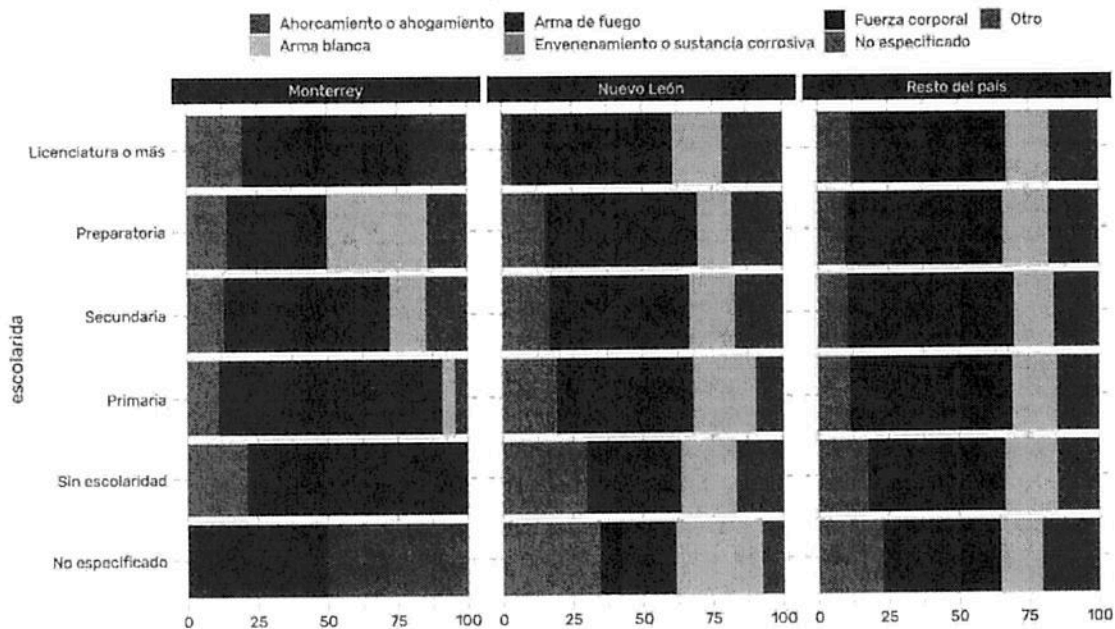 Ahorcamiento o ahogamiento Arma de fuego Fuerza corporal Otro
Arma blanca Envenenamiento o sustancia corrosiva No especificado
Monterrey Nuevo León Resto del país
Licenciatura o más
Preparatoria
Secundaria
escolarida
Primaria
Sin escolaridad
No especificado
0 25 50 75 100 0 25 50 75 100 0 25 50 75 100